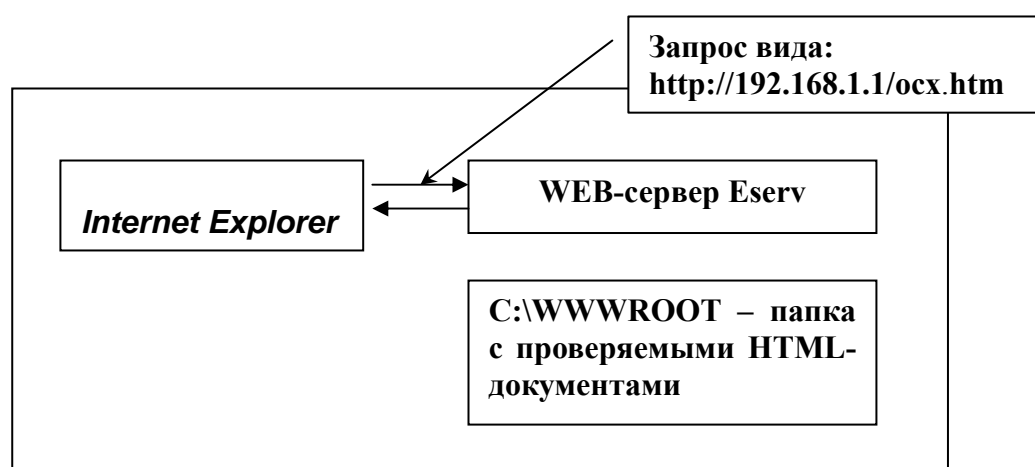 Запрос вида:
http://192.168.1.1/ocx.htm
Internet Explorer
WEB-сервер Eserv
C:\WWWROOT – папка
с проверяемыми HTML-
документами